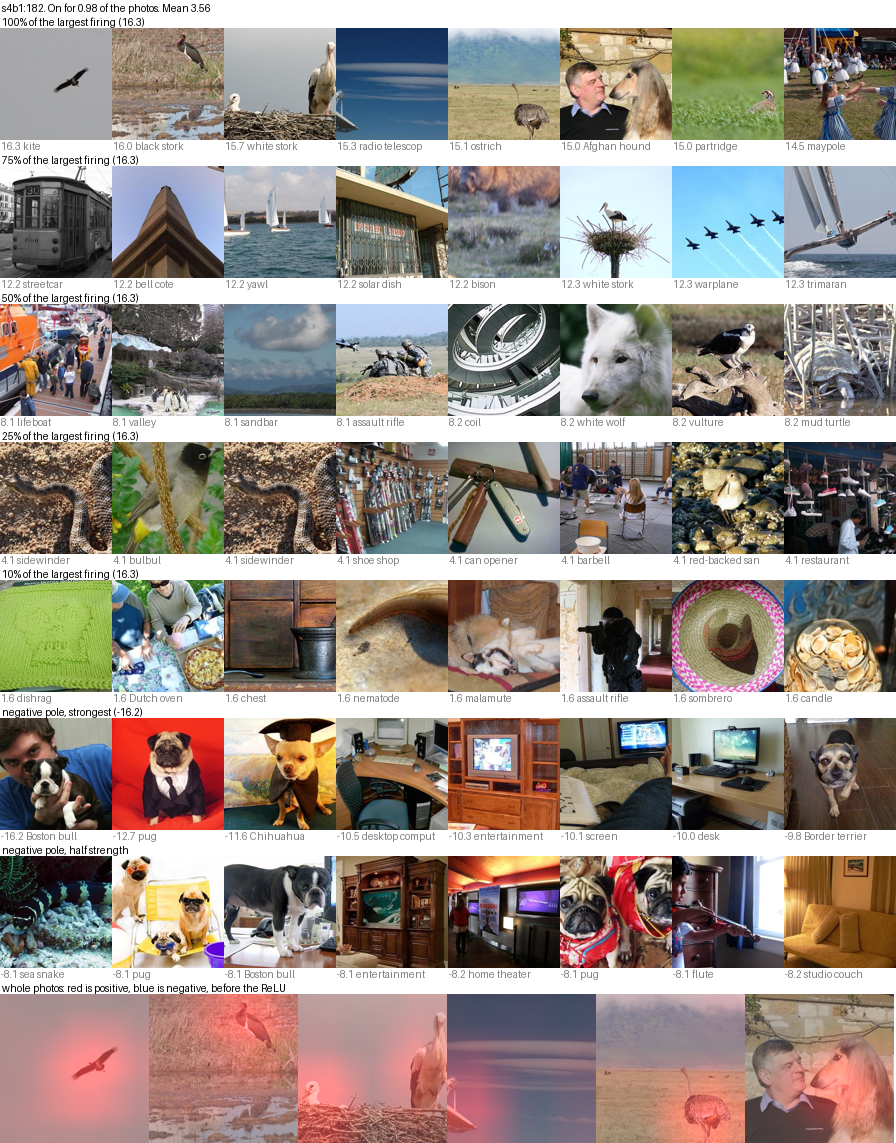 s4b1:182. On for 0.98 of the photos. Mean 3.56
100% of the largest firing (16.3)
16.3 kite
16.0 black stork
15.7 white stork
15.3 radio telescop
15.1 ostrich
15.0 Afghan hound
15.0 partridge
14.5 maypole
75% of the largest firing (16.3)
30
12.2 streetcar
12.2 bell cote
12.2 yawl
12.2 solar dish
12.2 bison
12.3 white stork
12.3 warplane
12.3 trimaran
50% of the largest firing (16.3)
8.1 lifeboat
8.1 valley
8.1 sandbar
8.1 assault rifle
8.2 coil
8.2 white wolf
8.2 vulture
8.2 mud turtle
25% of the largest firing (16.3)
4.1 sidewinder
4.1 bulbul
4.1 sidewinder
4.1 shoe shop
4.1 can opener
4.1 barbell
4.1 red-backed san
4.1 restaurant
10% of the largest firing (16.3)
1.6 dishrag
1.6 Dutch oven
1.6 chest
1.6 nematode
1.6 malamute
1.6 assault rifle
1.6 sombrero
1.6 candle
negative pole, strongest (-16.2)
-16.2 Boston bull
-12.7 pug
-11.6 Chihuahua
-10.5 desktop comput
-10.3 entertainment
-10.1 screen
-10.0 desk
-9.8 Border terrier
negative pole, half strength
-8.1 sea snake
-8.1 pug
-8.1 Boston bull
-8.1 entertainment
-8.2 home theater
-8.1 pug
-8.1 flute
-8.2 studio couch
whole photos: red is positive, blue is negative, before the ReLU